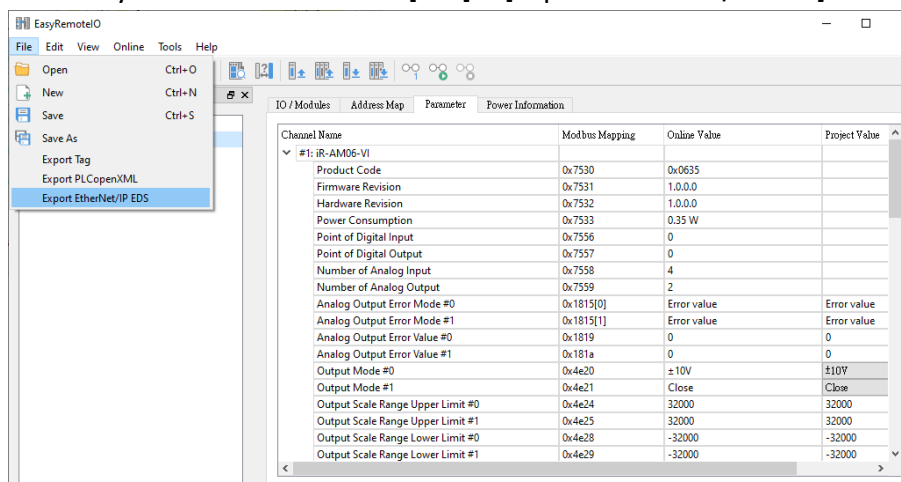 EasyRemoteIO
File Edit View Online Tools Help
Open Ctrl+O
New Ctrl+N
Save Ctrl+S
Save As
Export Tag
Export PLCopenXML
Export EtherNet/IP EDS
IO / Modules Address Map Parameter Power Information
Channel Name Modbus Mapping Online Value Project Value
#1: iR-AM06-VI
Product Code 0x7530 0x0635
Firmware Revision 0x7531 1.0.0.0
Hardware Revision 0x7532 1.0.0.0
Power Consumption 0x7533 0.35 W
Point of Digital Input 0x7556 0
Point of Digital Output 0x7557 0
Number of Analog Input 0x7558 4
Number of Analog Output 0x7559 2
Analog Output Error Mode #0 0x1815[0] Error value Error value
Analog Output Error Mode #1 0x1815[1] Error value Error value
Analog Output Error Value #0 0x1819 0 0
Analog Output Error Value #1 0x181a 0 0
Output Mode #0 0x4e20 ±10V ±10V
Output Mode #1 0x4e21 Close Close
Output Scale Range Upper Limit #0 0x4e24 32000 32000
Output Scale Range Upper Limit #1 0x4e25 32000 32000
Output Scale Range Lower Limit #0 0x4e28 -32000 -32000
Output Scale Range Lower Limit #1 0x4e29 -32000 -32000